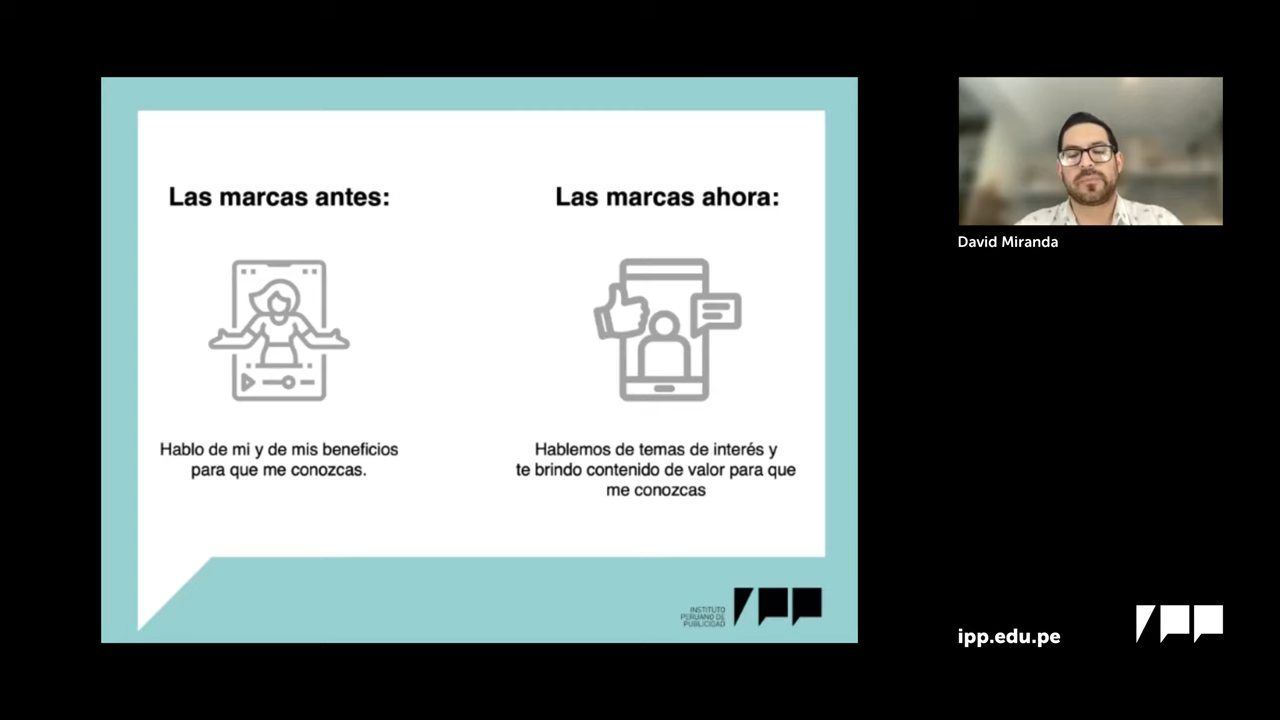 Las marcas antes:
Hablo de mi y de mis beneficios
para que me conozcas.
Las marcas ahora:
Hablemos de temas de interés y
te brindo contenido de valor para que
me conozcas
INSTITUTO
PERUANO DE
PUBLICIDAD
IPP
David Miranda
ipp.edu.pe
IPP